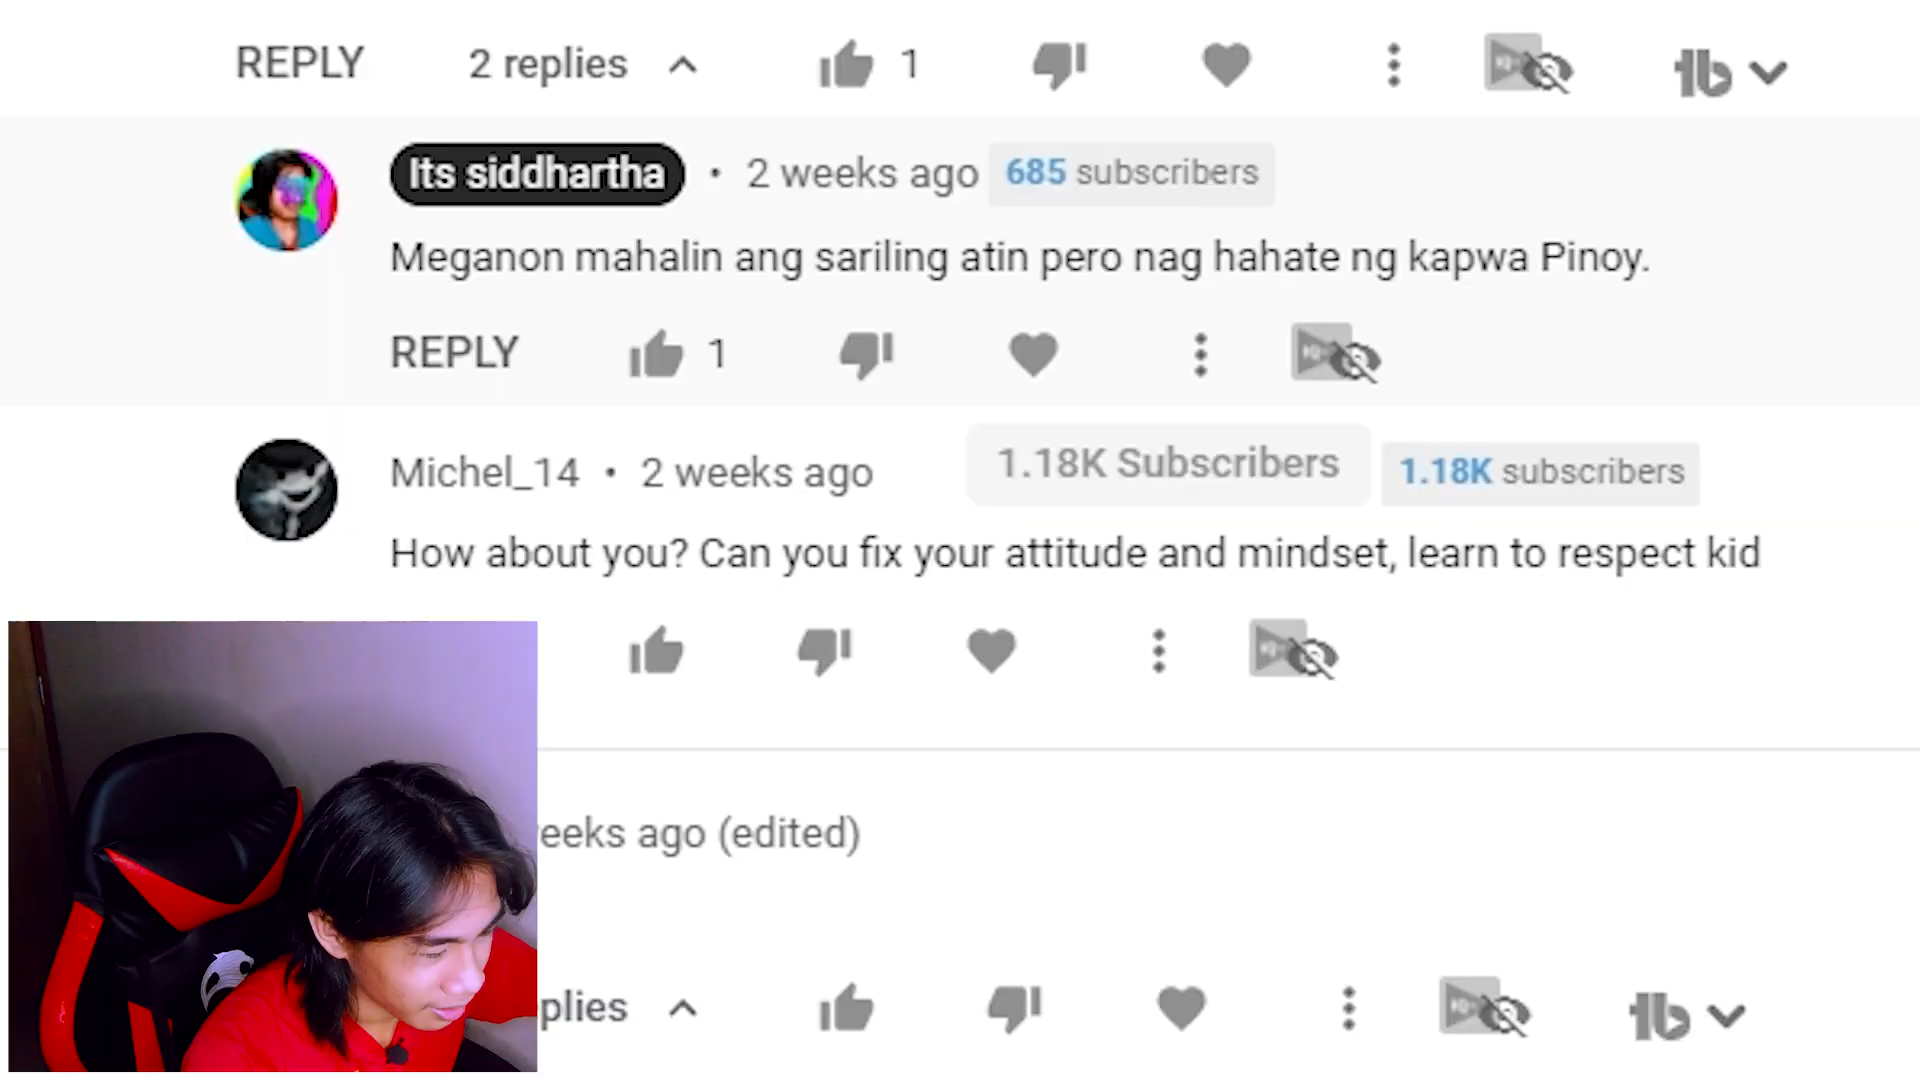 REPLY 2 replies 1
Its siddhartha • 2 weeks ago 685 subscribers
Meganon mahalin ang sariling atin pero nag hahate ng kapwa Pinoy.
REPLY 1
Michel_14 • 2 weeks ago 1.18K Subscribers 1.18K subscribers
How about you? Can you fix your attitude and mindset, learn to respect kid
eeks ago (edited)
plies